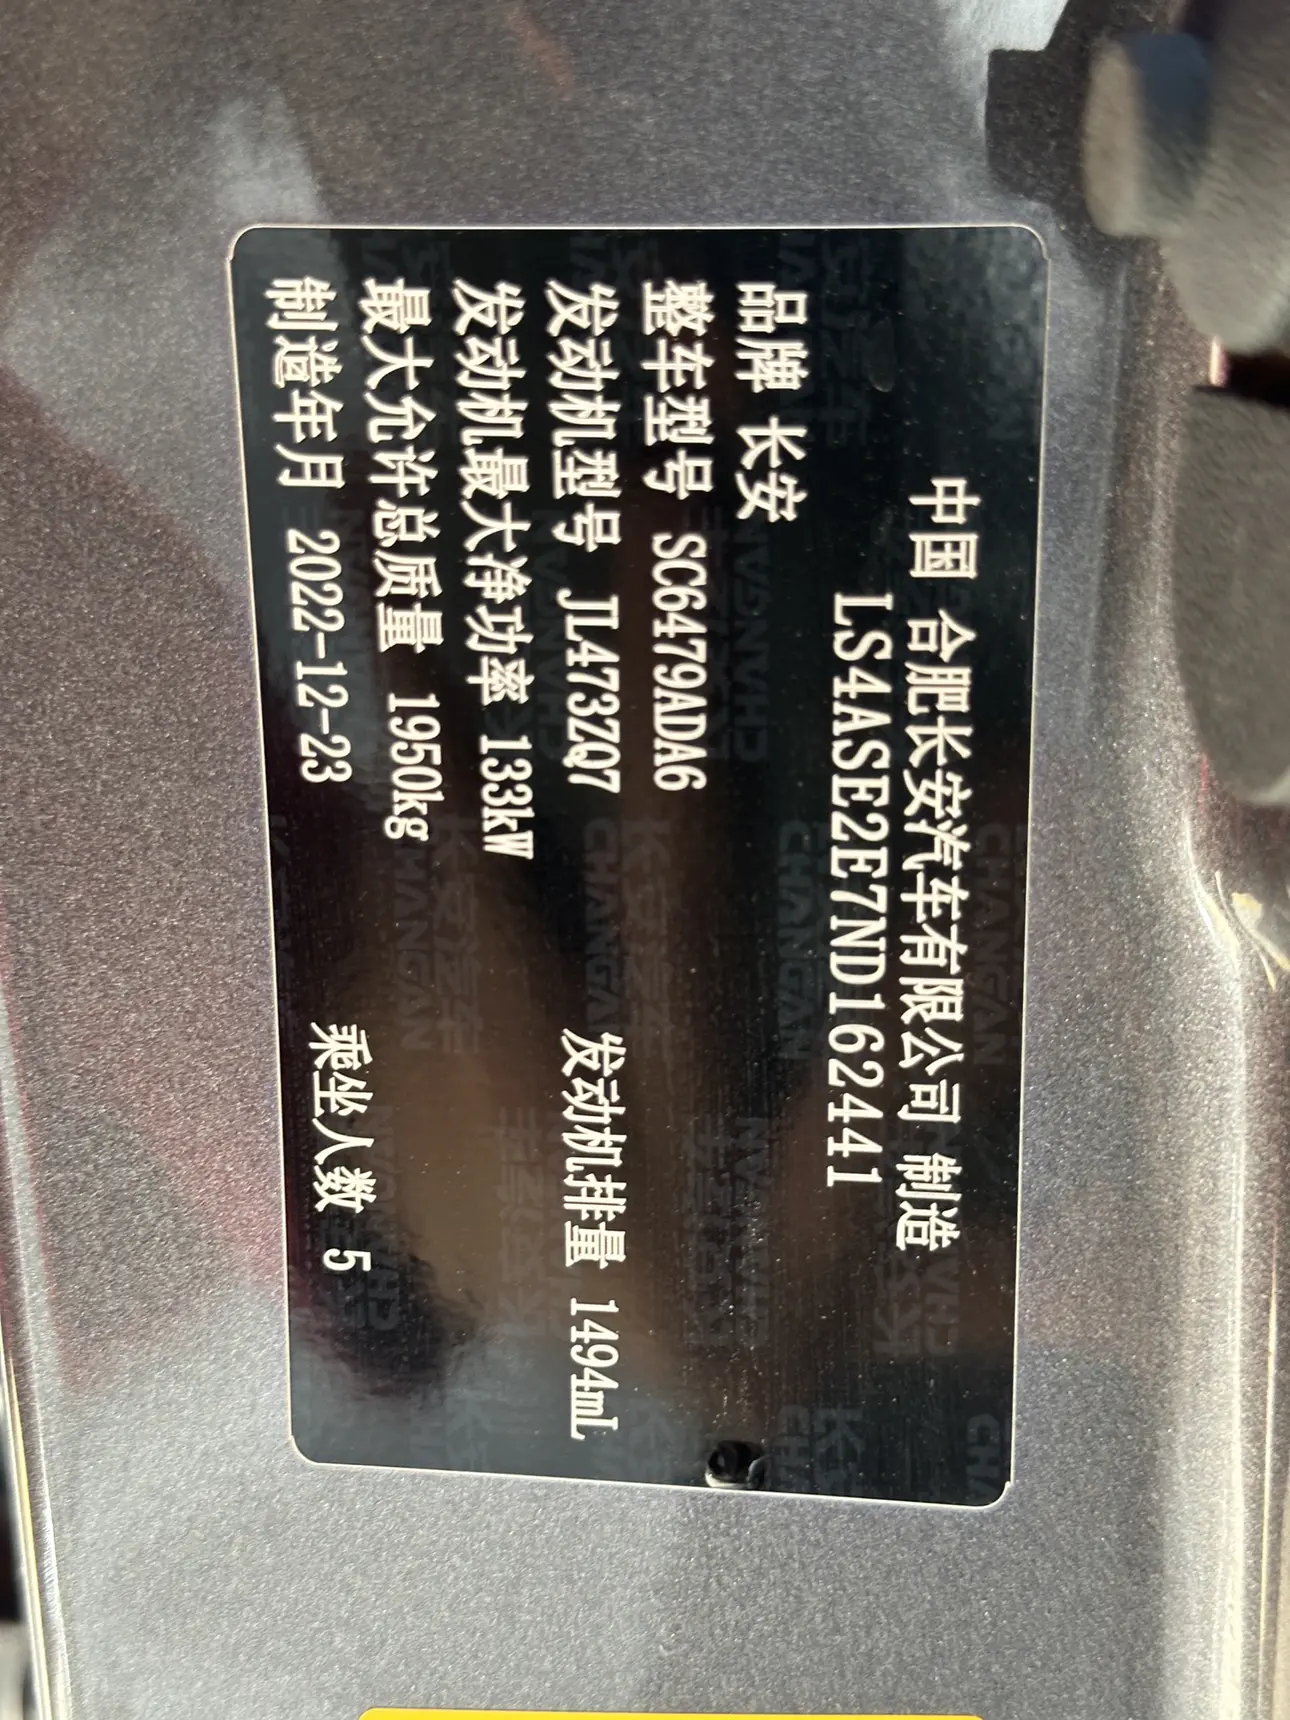 中国 合肥长安汽车有限公司 制造
LS4ASE2E7ND162441
品牌 长安
整车型号 SC6479ADA6
发动机型号 JL473ZQ7 发动机排量 1494mL
发动机最大净功率 133kW
最大允许总质量 1950kg
制造年月 2022-12-23 乘坐人数 5